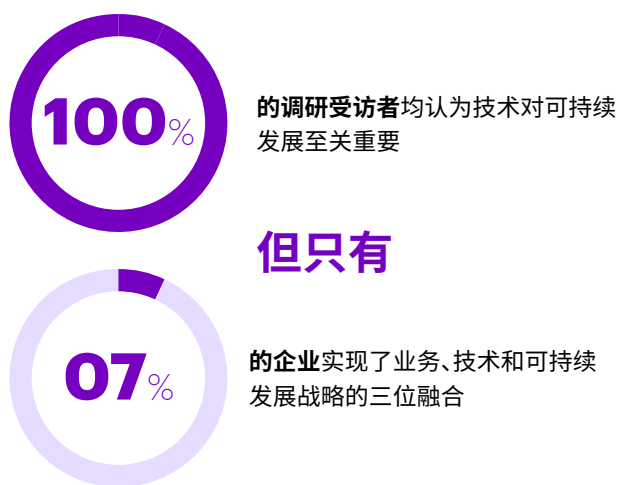 100%
的调研受访者均认为技术对可持续
发展至关重要
但只有
07%
的企业实现了业务、技术和可持续
发展战略的三位融合